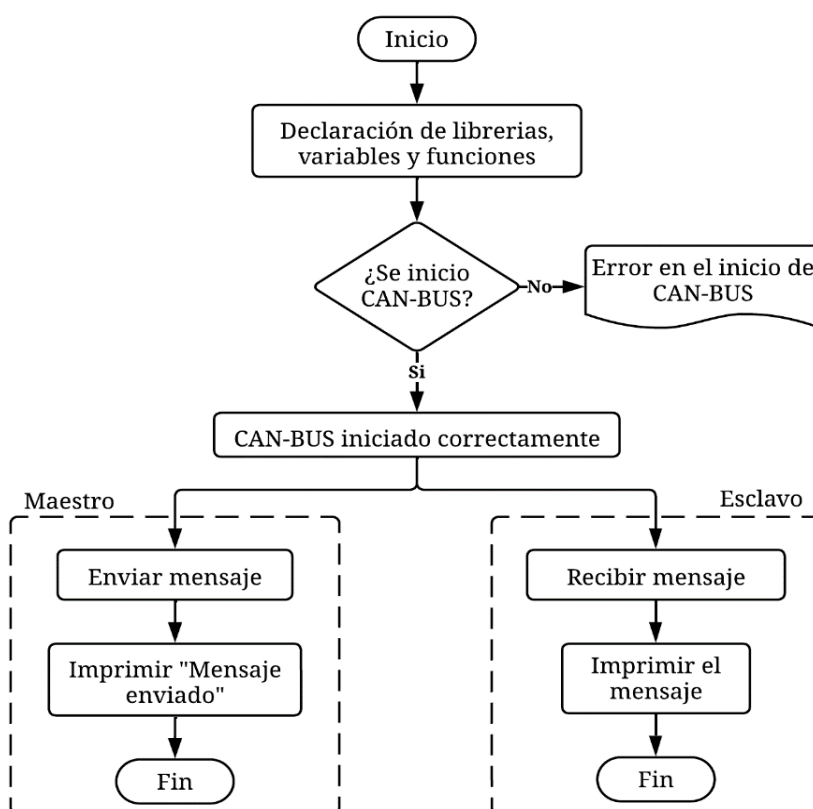 Inicio
Declaración de librerias,
variables y funciones
¿Se inicio
CAN-BUS?
No
Error en el inicio de
CAN-BUS
Si
CAN-BUS iniciado correctamente
Maestro
Esclavo
Enviar mensaje
Recibir mensaje
Imprimir "Mensaje
enviado"
Imprimir el
mensaje
Fin
Fin